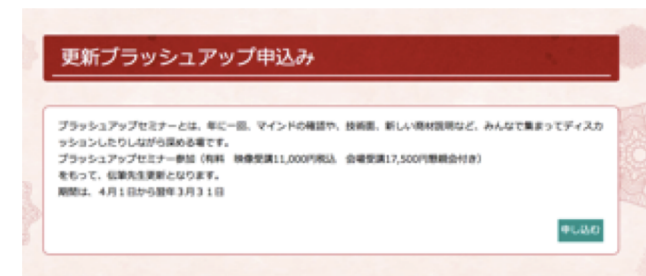 更新ブラッシュアップ申込み
ブラッシュアップセミナーとは、年に一回、マインドの確認や、技術面、新しい商材説明など、みんなで集まってディスカ
ッションしたりしながら深める場です。
ブラッシュアップセミナー参加（有料　映像受講11,000円税込　会場受講17,500円懇親会付き）
をもって、伝筆先生更新となります。
期間は、４月１日から翌年３月３１日
申し込む